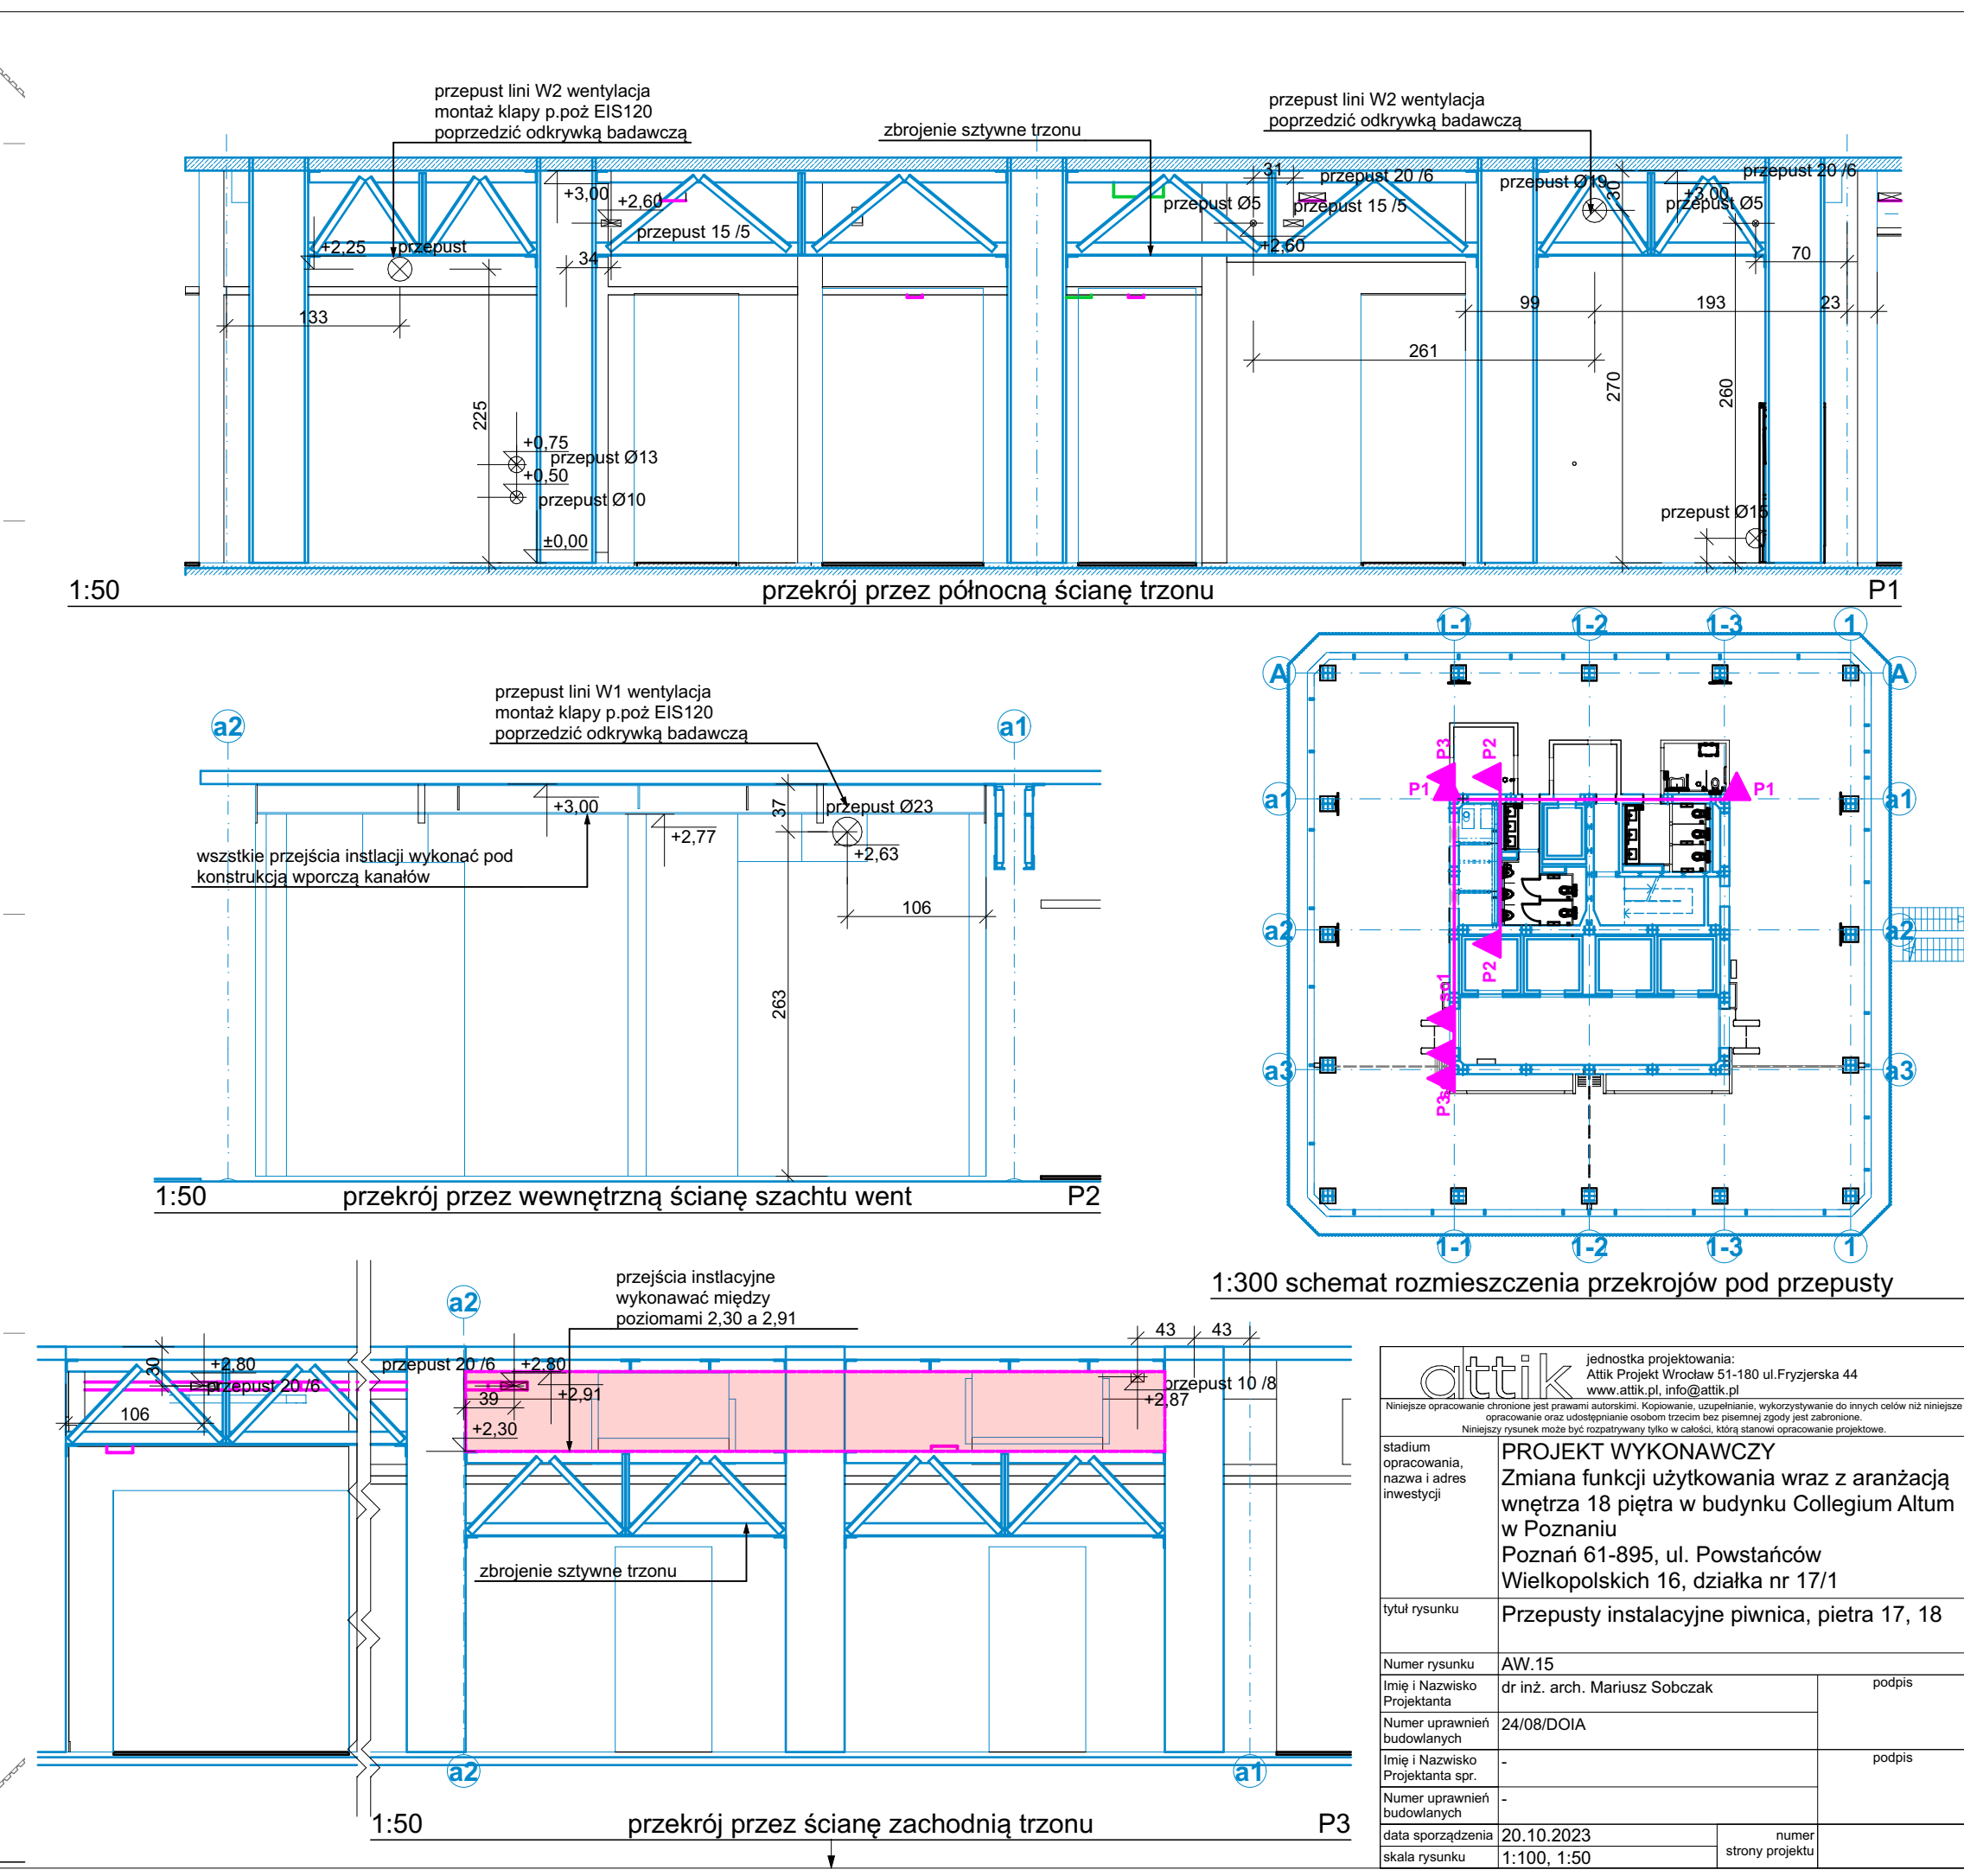 przepust lini W2 wentylacja
montaż klapy p.poż EIS120
poprzedzić odkrywką badawczą
zbrojenie sztywne trzonu
przepust lini W2 wentylacja
poprzedzić odkrywką badawczą
+3,00
+2,60
przepust 15 /5
+2,25
przepust
34
133
225
+0,75
przepust Ø13
+0,50
przepust Ø10
±0,00
31
przepust 20 /6
przepust Ø5
przepust 15 /5
+2,60
przepust Ø19
30
+3,00
przepust 20 /6
przepust Ø5
70
99
193
23
261
270
260
przepust Ø15
1:50
przekrój przez północną ścianę trzonu
P1
przepust lini W1 wentylacja
montaż klapy p.poż EIS120
poprzedzić odkrywką badawczą
a2
a1
+3,00
37
przepust Ø23
+2,77
+2,63
wszstkie przejścia instlacji wykonać pod
konstrukcją wporczą kanałów
106
263
1:50
przekrój przez wewnętrzną ścianę szachtu went
P2
1-1
1-2
1-3
1
A
A
P3
P2
P1
P1
a1
a1
9
a2
a2
P2
a3
a3
P3
1-1
1-2
1-3
1
1:300 schemat rozmieszczenia przekrojów pod przepusty
przejścia instlacyjne
wykonawać między
poziomami 2,30 a 2,91
a2
43
43
30
+2,80
przepust 20 /6
106
przepust 20 /6
+2,80
+2,91
39
+2,30
przepust 10 /8
+2,87
zbrojenie sztywne trzonu
a2
a1
1:50
przekrój przez ścianę zachodnią trzonu
P3
attik
jednostka projektowania:
Attik Projekt Wrocław 51-180 ul.Fryzjerska 44
www.attik.pl, info@attik.pl
Niniejsze opracowanie chronione jest prawami autorskimi. Kopiowanie, uzupełnianie, wykorzystywanie do innych celów niż niniejsze
opracowanie oraz udostępnianie osobom trzecim bez pisemnej zgody jest zabronione.
Niniejszy rysunek może być rozpatrywany tylko w całości, którą stanowi opracowanie projektowe.
stadium
opracowania,
nazwa i adres
inwestycji
PROJEKT WYKONAWCZY
Zmiana funkcji użytkowania wraz z aranżacją
wnętrza 18 piętra w budynku Collegium Altum
w Poznaniu
Poznań 61-895, ul. Powstańców
Wielkopolskich 16, działka nr 17/1
tytuł rysunku
Przepusty instalacyjne piwnica, pietra 17, 18
Numer rysunku
AW.15
Imię i Nazwisko
Projektanta
dr inż. arch. Mariusz Sobczak
podpis
Numer uprawnień
budowlanych
24/08/DOIA
Imię i Nazwisko
Projektanta spr.
-
podpis
Numer uprawnień
budowlanych
-
data sporządzenia
20.10.2023
numer
strony projektu
skala rysunku
1:100, 1:50